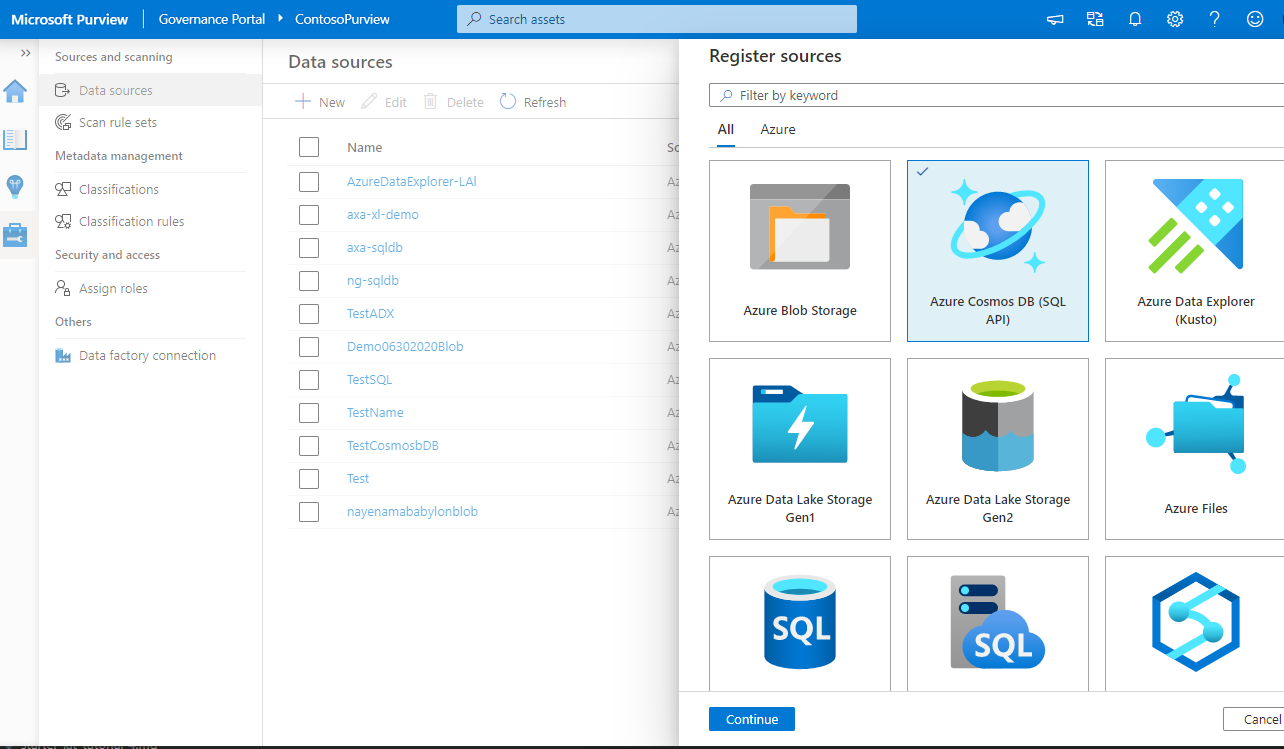 Microsoft Purview Governance Portal ContosoPurview Search assets
Sources and scanning
Data sources
Scan rule sets
Metadata management
Classifications
Classification rules
Security and access
Assign roles
Others
Data factory connection
Data sources
New Edit Delete Refresh
Name Sc
AzureDataExplorer-LAI Az
axa-xl-demo Az
axa-sqldb Az
ng-sqldb Az
TestADX Az
Demo06302020Blob Az
TestSQL Az
TestName Az
TestCosmosbDB Az
Test Az
nayenamababylonblob Az
Register sources
Filter by keyword
All Azure
Azure Blob Storage
Azure Cosmos DB (SQL
API)
Azure Data Explorer
(Kusto)
Azure Data Lake Storage
Gen1
Azure Data Lake Storage
Gen2
Azure Files
SQL
SQL
Continue Cancel